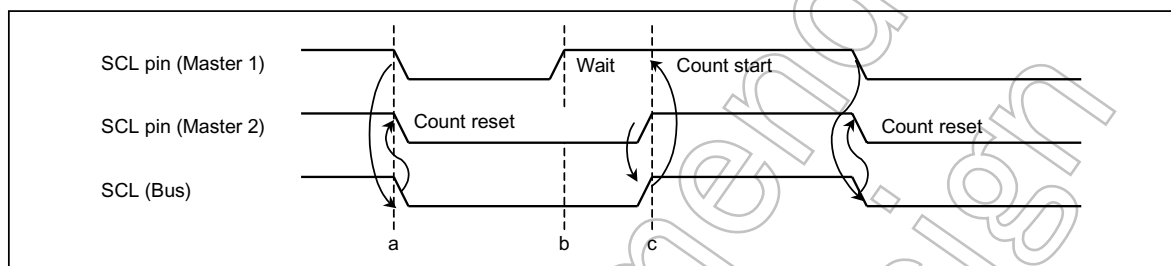 SCL pin (Master 1)
Wait
Count start
SCL pin (Master 2)
Count reset
Count reset
SCL (Bus)
a
b
c